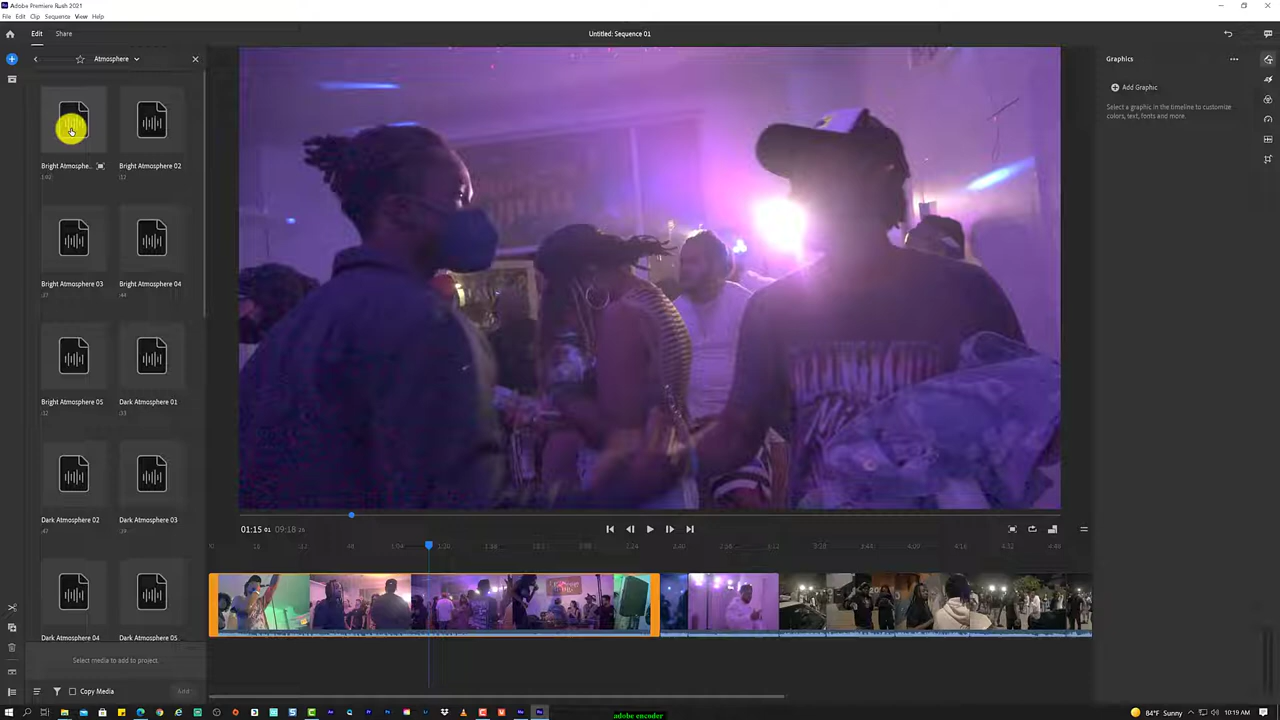 Adobe Premiere Rush 2021
File Edit Clip Sequence View Help
Edit Share
Untitled: Sequence 01
Atmosphere
Graphics
Add Graphic
Select a graphic in the timeline to customize
colors, text, fonts and more.
Bright Atmosphe... Bright Atmosphere 02
Bright Atmosphere 03 Bright Atmosphere 04
:44
Bright Atmosphere 05 Dark Atmosphere 01
Dark Atmosphere 02 Dark Atmosphere 03
Dark Atmosphere 04 Dark Atmosphere 05
01:15 01 09:18
Select media to add to project.
Copy Media Add
adobe encoder
84°F Sunny
10:19 AM